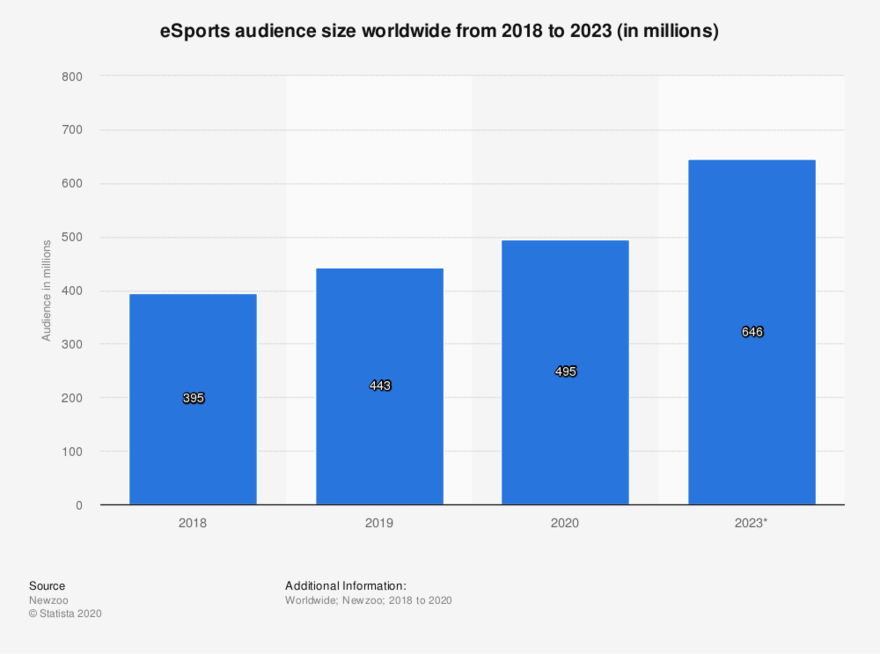 eSports audience size worldwide from 2018 to 2023 (in millions)
Audience in millions
800
700
600
500
400
300
200
100
0
395
443
495
646
2018
2019
2020
2023*
Source
Newzoo
© Statista 2020
Additional Information:
Worldwide; Newzoo; 2018 to 2020